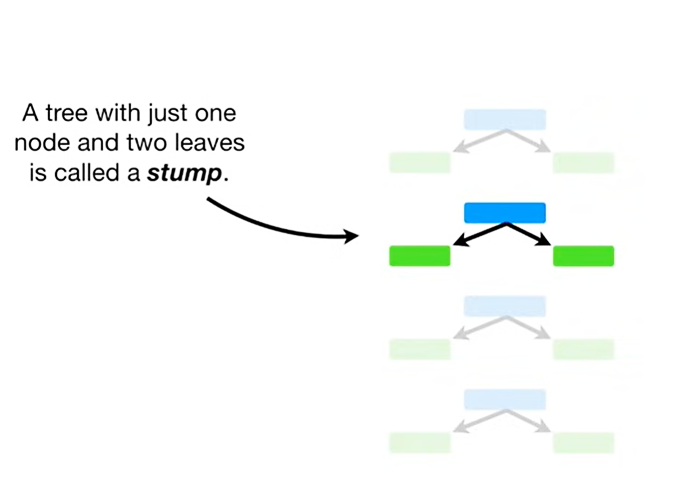 A tree with just one
node and two leaves
is called a stump.